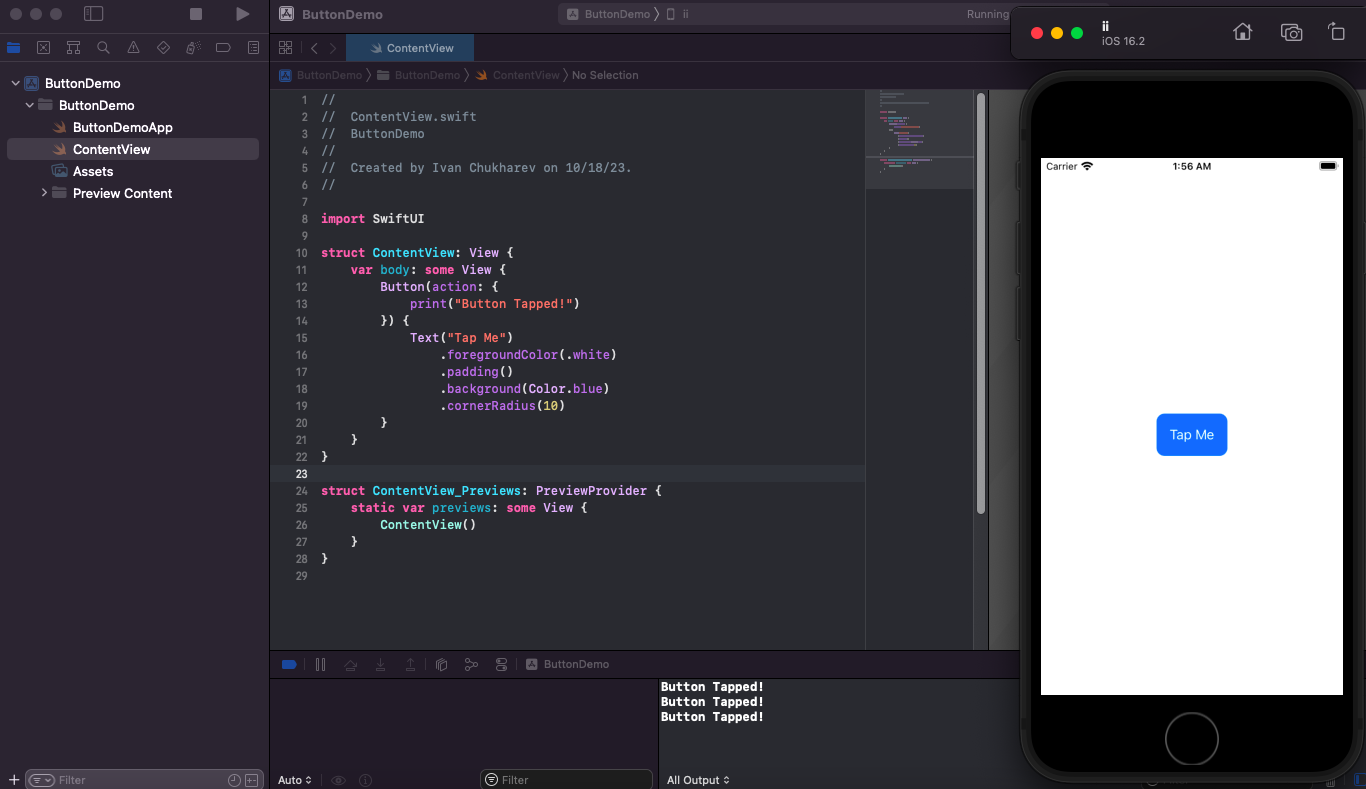 ButtonDemo
ButtonDemo 〉 ii
Running
ii
iOS 16.2
ContentView
ButtonDemo 〉 ButtonDemo 〉 ContentView 〉 No Selection
ButtonDemo
ButtonDemo
ButtonDemoApp
ContentView
Assets
Preview Content
1 //
2 //  ContentView.swift
3 //  ButtonDemo
4 //
5 //  Created by Ivan Chukharev on 10/18/23.
6 //
7
8 import SwiftUI
9
10 struct ContentView: View {
11     var body: some View {
12         Button(action: {
13             print("Button Tapped!")
14         }) {
15             Text("Tap Me")
16                 .foregroundColor(.white)
17                 .padding()
18                 .background(Color.blue)
19                 .cornerRadius(10)
20         }
21     }
22 }
23
24 struct ContentView_Previews: PreviewProvider {
25     static var previews: some View {
26         ContentView()
27     }
28 }
29
Carrier
1:56 AM
Tap Me
ButtonDemo
Button Tapped!
Button Tapped!
Button Tapped!
Filter
Auto
Filter
All Output